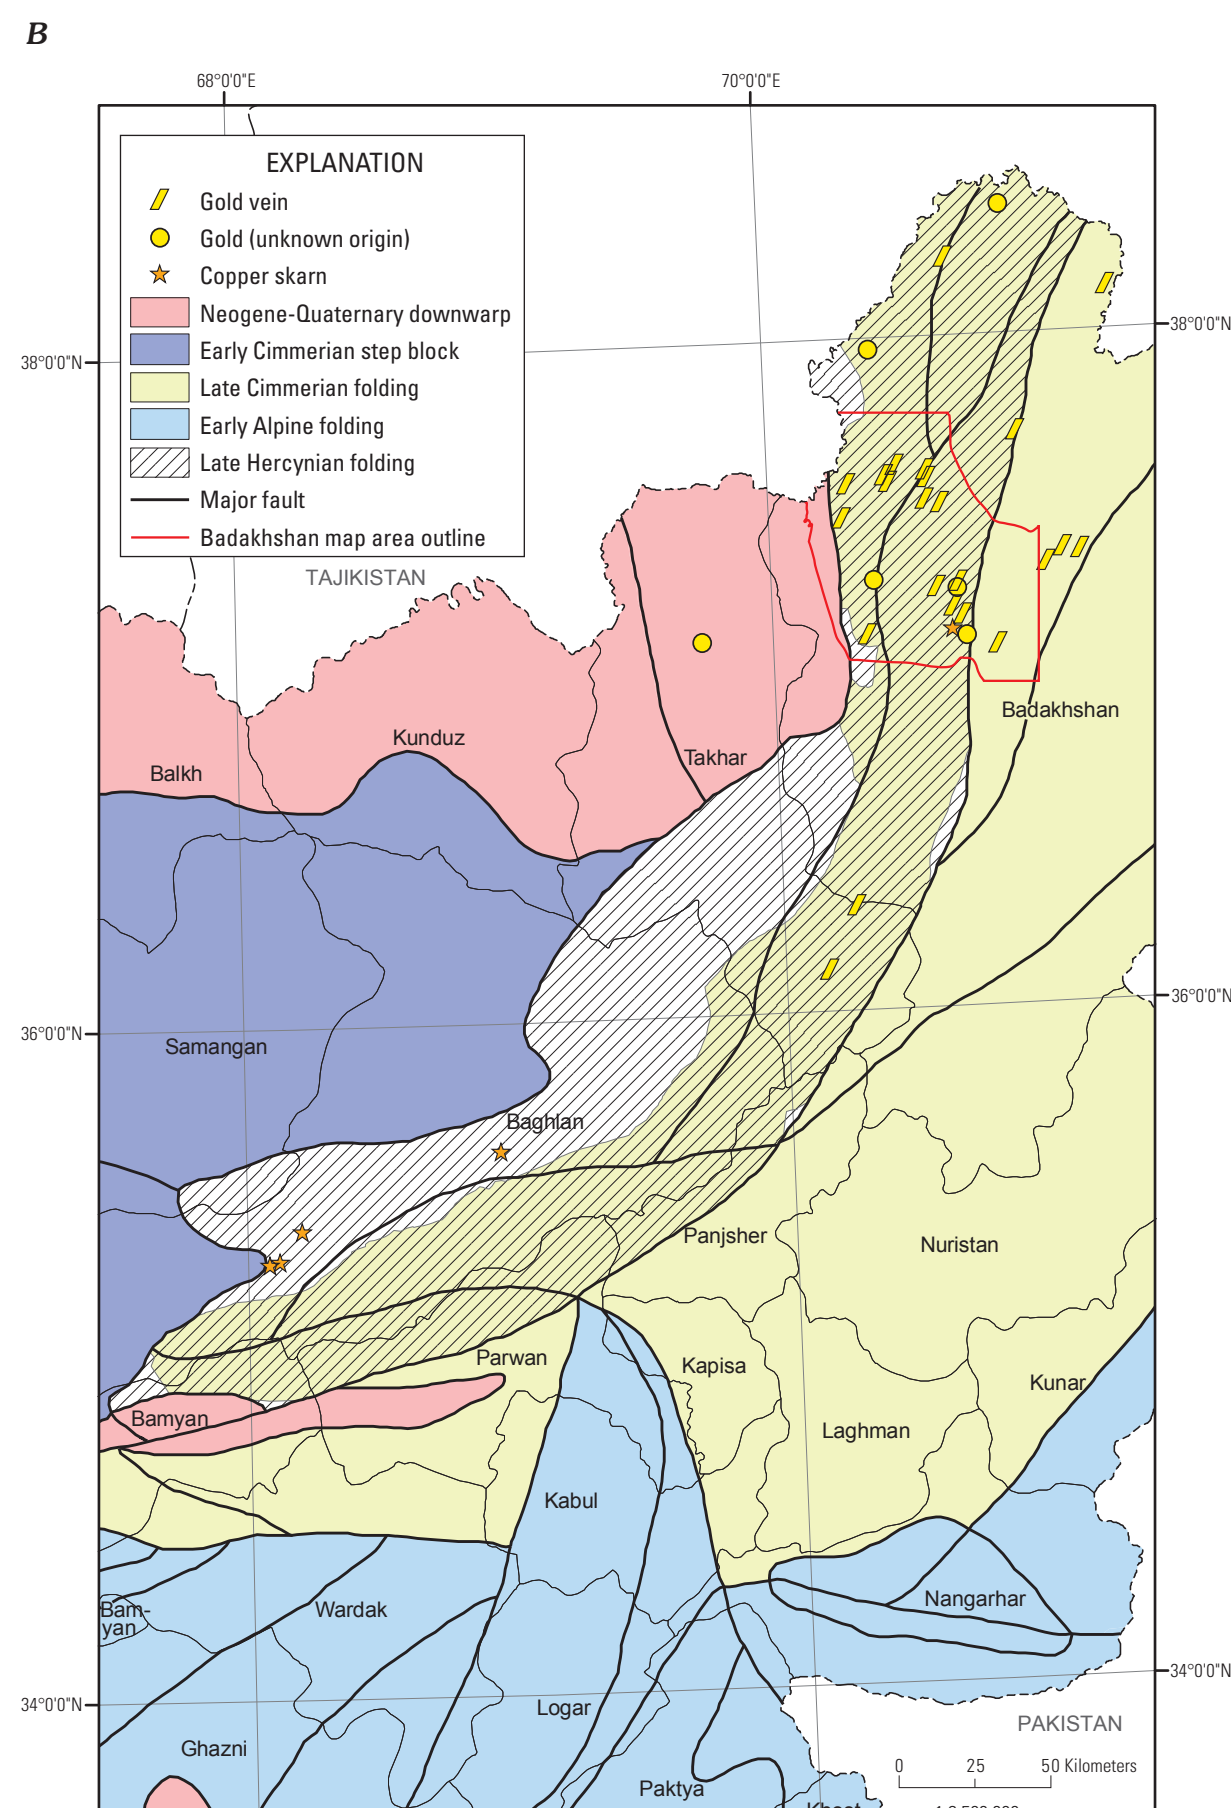 B
68°0'0"E
70°0'0"E
EXPLANATION
Gold vein
Gold (unknown origin)
Copper skarn
Neogene-Quaternary downwarp
Early Cimmerian step block
Late Cimmerian folding
Early Alpine folding
Late Hercynian folding
Major fault
Badakhshan map area outline
38°0'0"N
38°0'0"N
TAJIKISTAN
Badakhshan
Kunduz
Takhar
Balkh
36°0'0"N
36°0'0"N
Samangan
Baghlan
Panjsher
Nuristan
Parwan
Kapisa
Kunar
Bamyan
Laghman
Kabul
Nangarhar
Bam-
yan
Wardak
34°0'0"N
34°0'0"N
Logar
PAKISTAN
Ghazni
0 25 50 Kilometers
Paktya